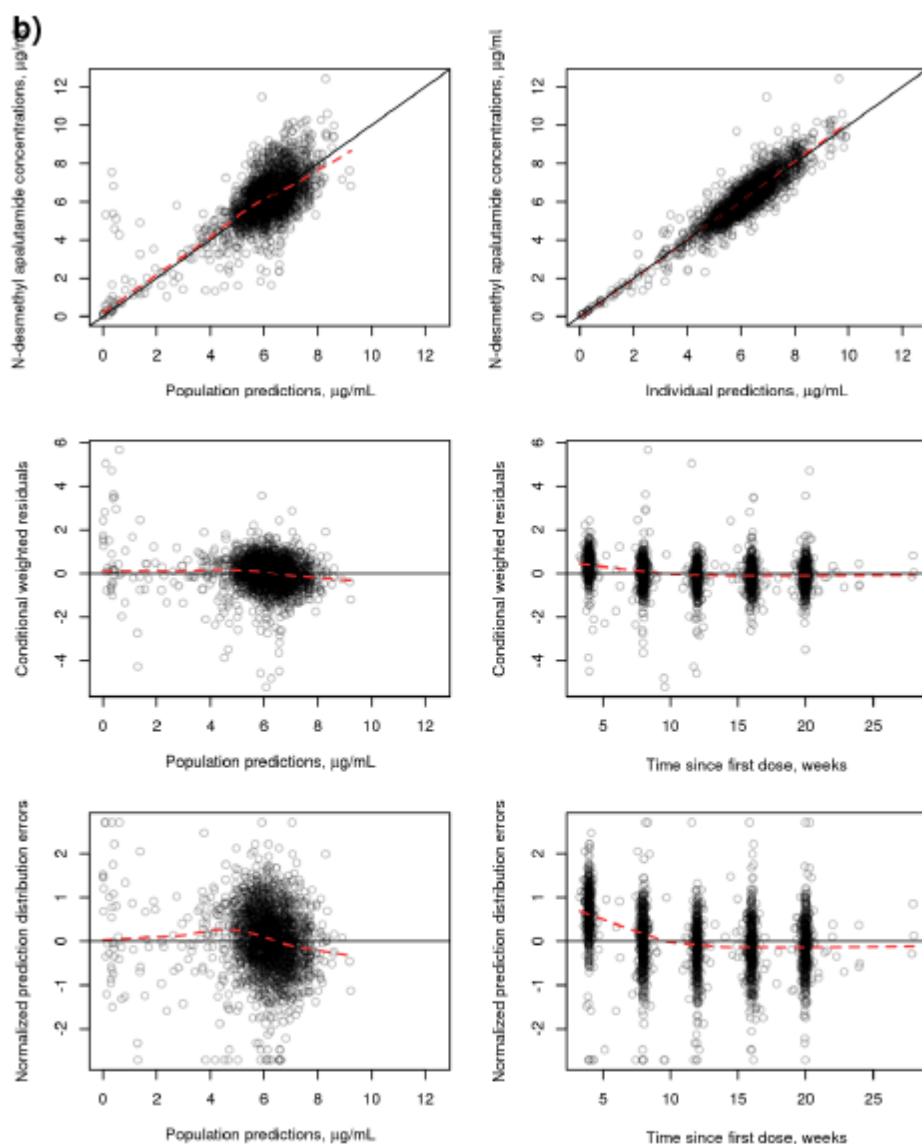 b)
N-desmethyl apalutamide concentrations, µg/mL
12
10
8
6
4
2
0
0 2 4 6 8 10 12
Population predictions, µg/mL
N-desmethyl apalutamide concentrations, µg/mL
12
10
8
6
4
2
0
0 2 4 6 8 10 12
Individual predictions, µg/mL
Conditional weighted residuals
6
4
2
0
-2
-4
0 2 4 6 8 10 12
Population predictions, µg/mL
Conditional weighted residuals
6
4
2
0
-2
-4
5 10 15 20 25
Time since first dose, weeks
Normalized prediction distribution errors
2
1
0
-1
-2
0 2 4 6 8 10 12
Population predictions, µg/mL
Normalized prediction distribution errors
2
1
0
-1
-2
5 10 15 20 25
Time since first dose, weeks